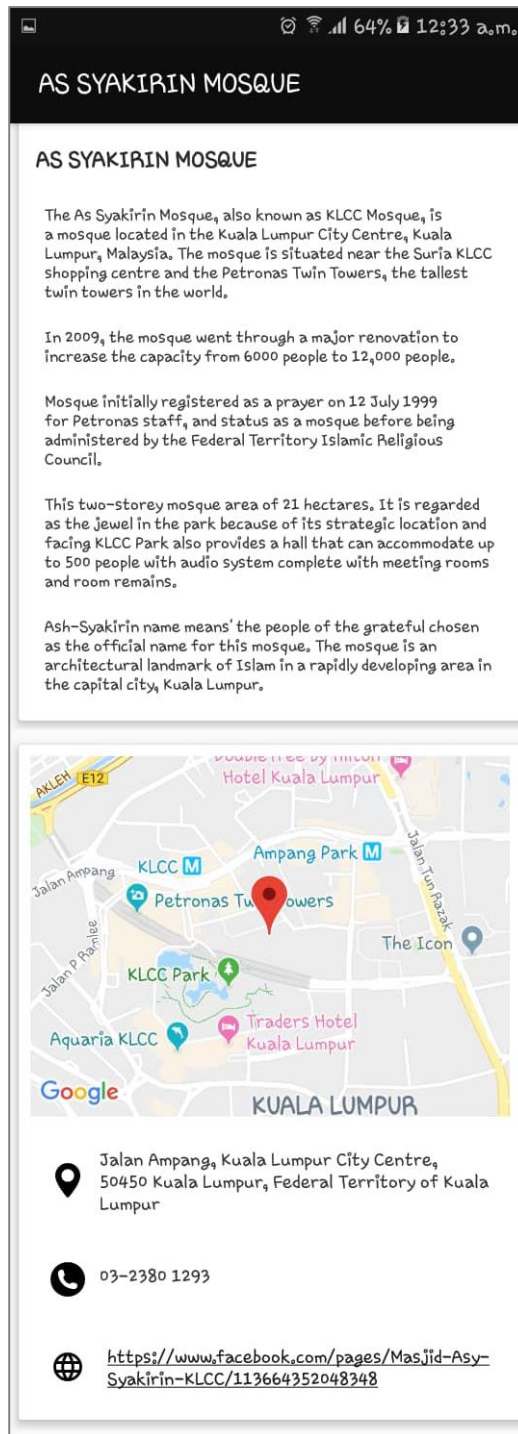 64% 12:33 a.m.
AS SYAKIRIN MOSQUE
AS SYAKIRIN MOSQUE
The As Syakirin Mosque, also known as KLCC Mosque, is
a mosque located in the Kuala Lumpur City Centre, Kuala
Lumpur, Malaysia. The mosque is situated near the Suria KLCC
shopping centre and the Petronas Twin Towers, the tallest
twin towers in the world.
In 2009, the mosque went through a major renovation to
increase the capacity from 6000 people to 12,000 people.
Mosque initially registered as a prayer on 12 July 1999
for Petronas staff, and status as a mosque before being
administered by the Federal Territory Islamic Religious
Council.
This two-storey mosque area of 21 hectares. It is regarded
as the jewel in the park because of its strategic location and
facing KLCC Park also provides a hall that can accommodate up
to 500 people with audio system complete with meeting rooms
and room remains.
Ash-Syakirin name means' the people of the grateful chosen
as the official name for this mosque. The mosque is an
architectural landmark of Islam in a rapidly developing area in
the capital city, Kuala Lumpur.
DoubleTree by Hilton
Hotel Kuala Lumpur
AKLEH E12
Ampang Park M
KLCC M
Jalan Ampang
Jalan Tun Razak
Petronas Tw owers
The Icon
Jalan P. Ramlee
KLCC Park
Traders Hotel
Kuala Lumpur
Aquaria KLCC
Google
KUALA LUMPUR
Jalan Ampang, Kuala Lumpur City Centre,
50450 Kuala Lumpur, Federal Territory of Kuala
Lumpur
03-2380 1293
https://www.facebook.com/pages/Masjid-Asy-
Syakirin-KLCC/113664352048348